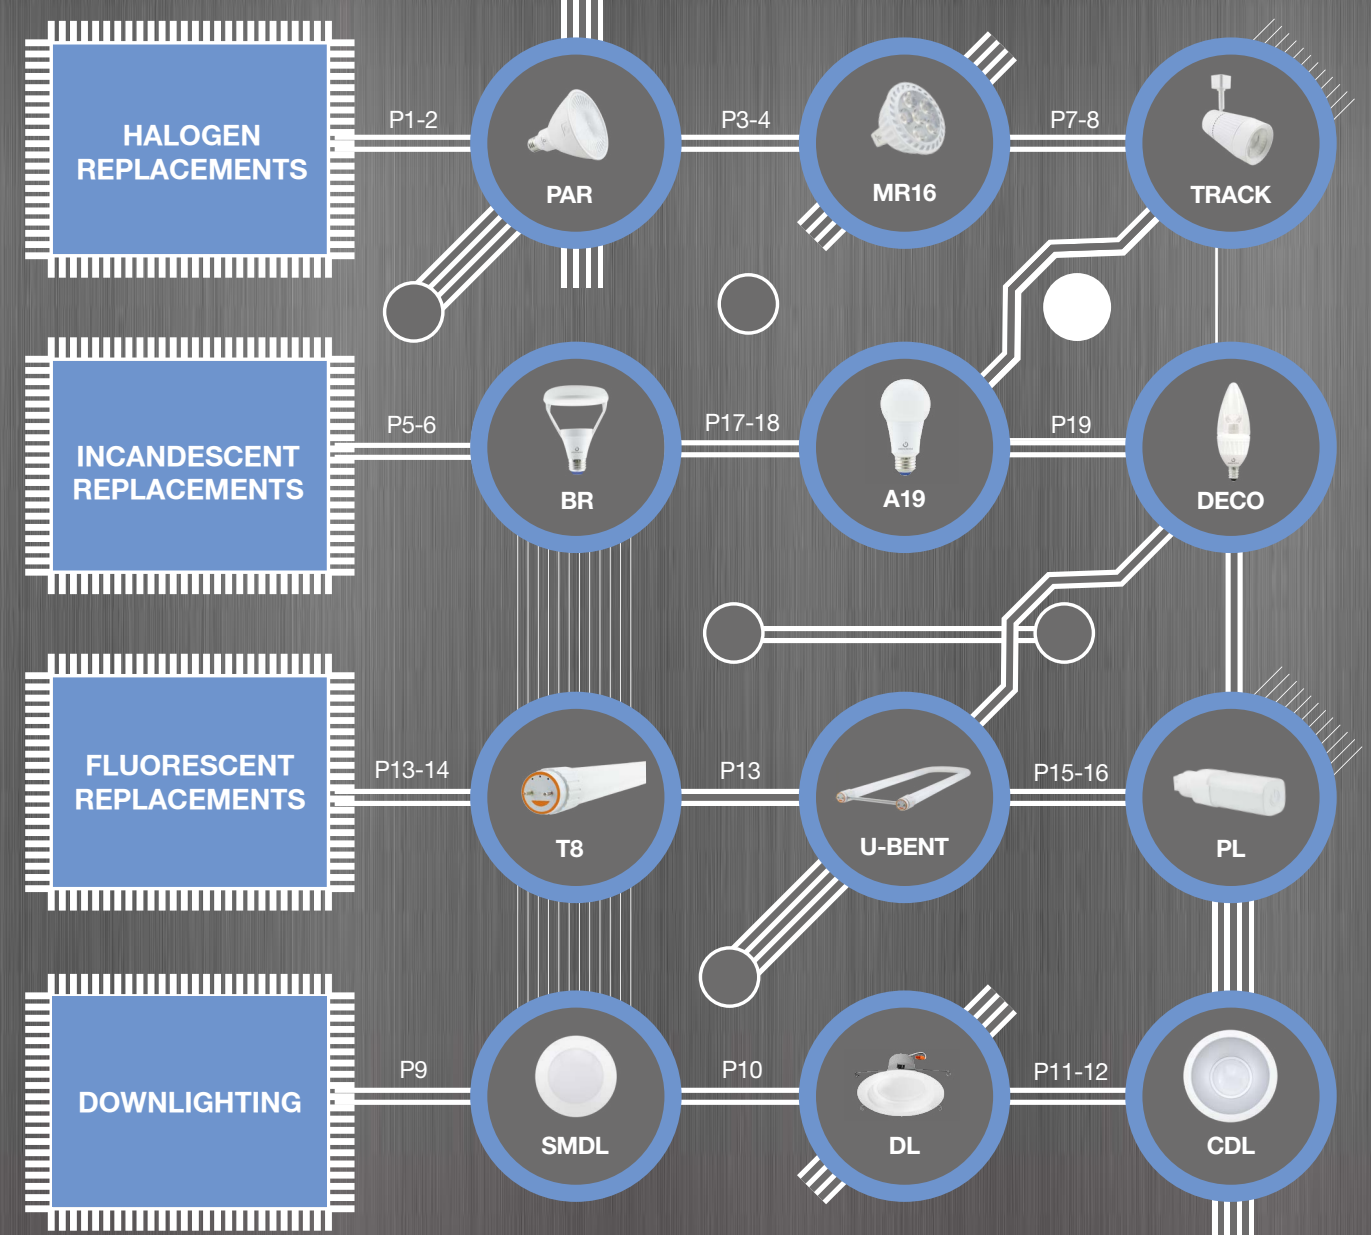 HALOGEN
REPLACEMENTS
P1-2
PAR
P3-4
MR16
P7-8
TRACK
INCANDESCENT
REPLACEMENTS
P5-6
BR
P17-18
A19
P19
DECO
FLUORESCENT
REPLACEMENTS
P13-14
T8
P13
U-BENT
P15-16
PL
DOWNLIGHTING
P9
SMDL
P10
DL
P11-12
CDL